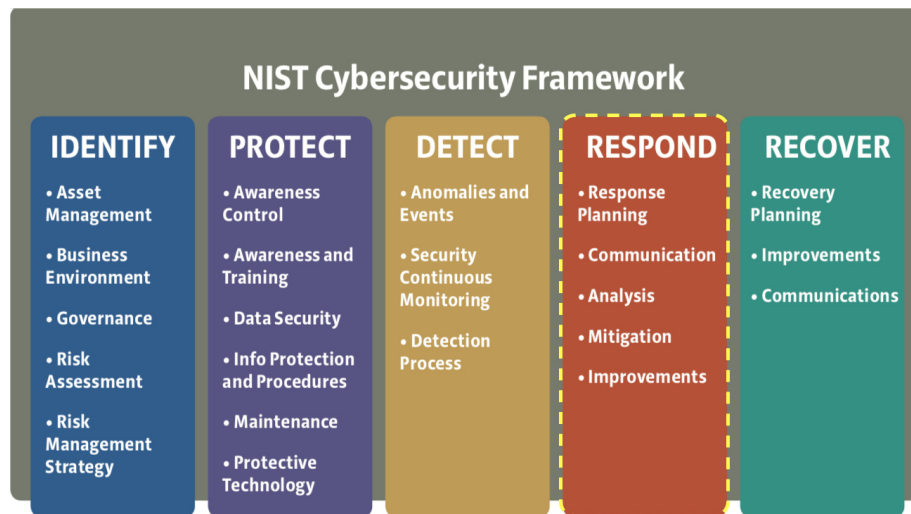 NIST Cybersecurity Framework
IDENTIFY
• Asset
Management
• Business
Environment
• Governance
• Risk
Assessment
• Risk
Management
Strategy
PROTECT
• Awareness
Control
• Awareness and
Training
• Data Security
• Info Protection
and Procedures
• Maintenance
• Protective
Technology
DETECT
• Anomalies and
Events
• Security
Continuous
Monitoring
• Detection
Process
RESPOND
• Response
Planning
• Communication
• Analysis
• Mitigation
• Improvements
RECOVER
• Recovery
Planning
• Improvements
• Communications